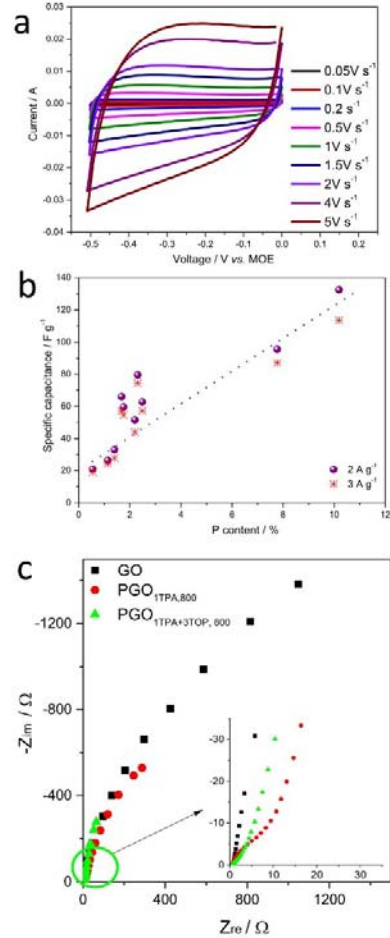 a
0.03
0.02
0.01
0.00
-0.01
-0.02
-0.03
-0.04
Current / A
0.05V s⁻¹
0.1V s⁻¹
0.2 V s⁻¹
0.5V s⁻¹
1V s⁻¹
1.5V s⁻¹
2V s⁻¹
4V s⁻¹
5V s⁻¹
-0.5 -0.4 -0.3 -0.2 -0.1 0.0
Voltage / V vs. MOE
b
140
120
100
80
60
40
20
0
Specific capacitance / F g⁻¹
2 A g⁻¹
3 A g⁻¹
0 2 4 6 8 10 12
P content / %
c
GO
PGO1TPA,800
PGO1TPA+3TOP, 800
-1200
-800
-400
0
-Zim / Ω
-30
-20
-10
0
0 5 10 15 20 25 30 35
0 400 800 1200
Zre / Ω